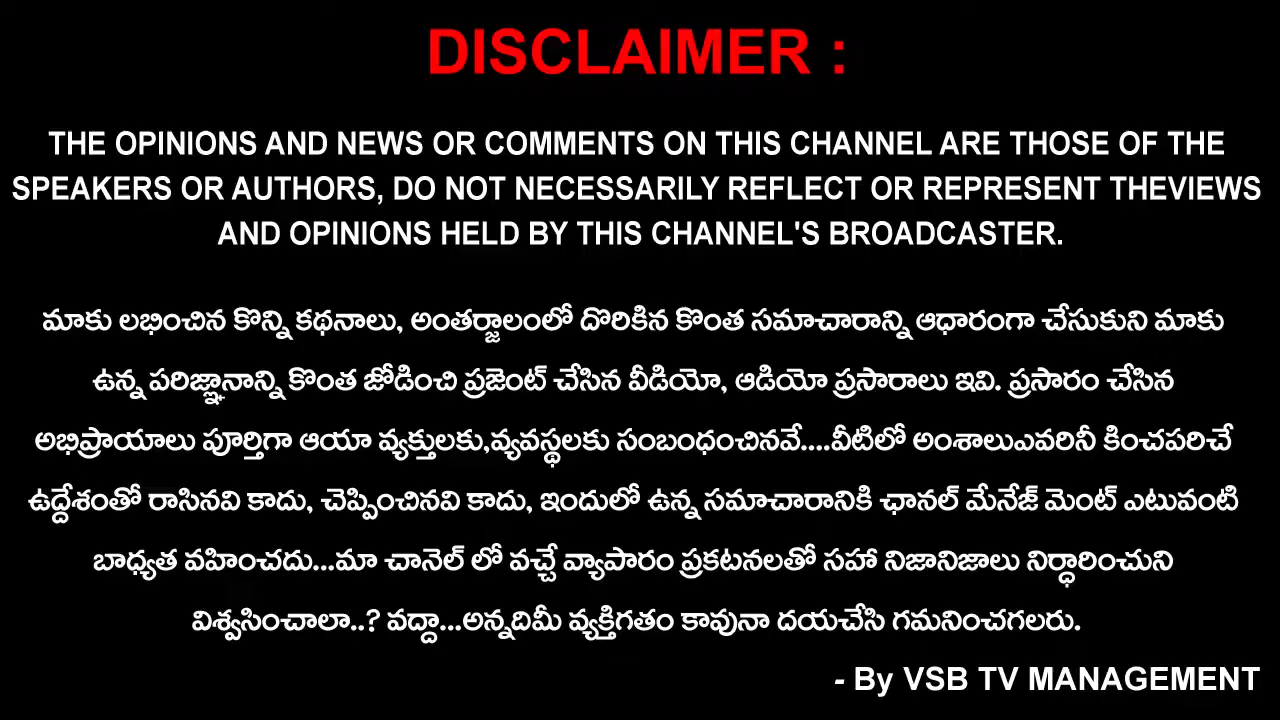 DISCLAIMER :
THE OPINIONS AND NEWS OR COMMENTS ON THIS CHANNEL ARE THOSE OF THE
SPEAKERS OR AUTHORS, DO NOT NECESSARILY REFLECT OR REPRESENT THEVIEWS
AND OPINIONS HELD BY THIS CHANNEL'S BROADCASTER.
మాకు లభించిన కొన్ని కథనాలు, అంతర్జాలంలో దొరికిన కొంత సమాచారాన్ని ఆధారంగా చేసుకుని మాకు
ఉన్న పరిజ్ఞానాన్ని కొంత జోడించి ప్రజెంట్ చేసిన వీడియో, ఆడియో ప్రసారాలు ఇవి. ప్రసారం చేసిన
అభిప్రాయాలు పూర్తిగా ఆయా వ్యక్తులకు,వ్యవస్థలకు సంబంధించినవే....వీటిలో అంశాలుఎవరినీ కించపరిచే
ఉద్దేశంతో రాసినవి కాదు, చెప్పించినవి కాదు, ఇందులో ఉన్న సమాచారానికి ఛానల్ మేనేజ్ మెంట్ ఎటువంటి
బాధ్యత వహించదు...మా చానెల్ లో వచ్చే వ్యాపారం ప్రకటనలతో సహా నిజానిజాలు నిర్ధారించుని
విశ్వసించాలా..? వద్దా...అన్నదిమీ వ్యక్తిగతం కావునా దయచేసి గమనించగలరు.
- By VSB TV MANAGEMENT